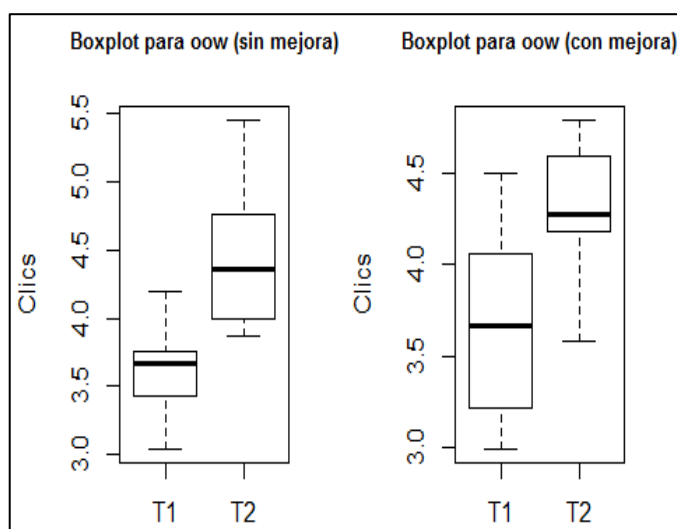 Boxplot para oow (sin mejora)
Clics
5.5
5.0
4.5
4.0
3.5
3.0
T1 T2
Boxplot para oow (con mejora)
Clics
4.5
4.0
3.5
3.0
T1 T2